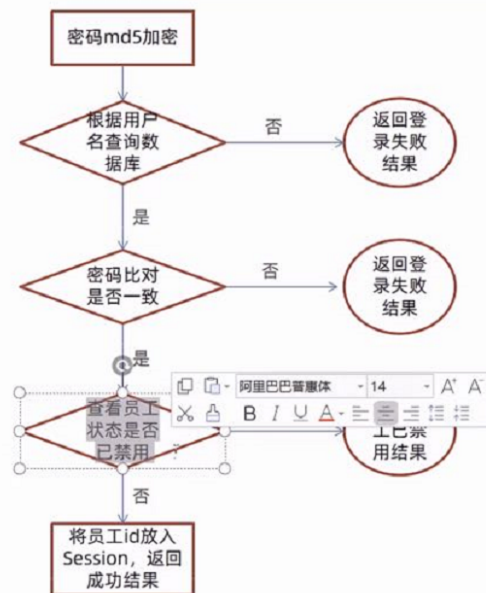 密码md5加密
根据用户
名查询数
据库
否
返回登
录失败
结果
是
密码比对
是否一致
否
返回登
录失败
结果
是
阿里巴巴普惠体
14
A
A
B I U A
查看员工
状态是否
已禁用
工已禁
用结果
否
将员工id放入
Session，返回
成功结果